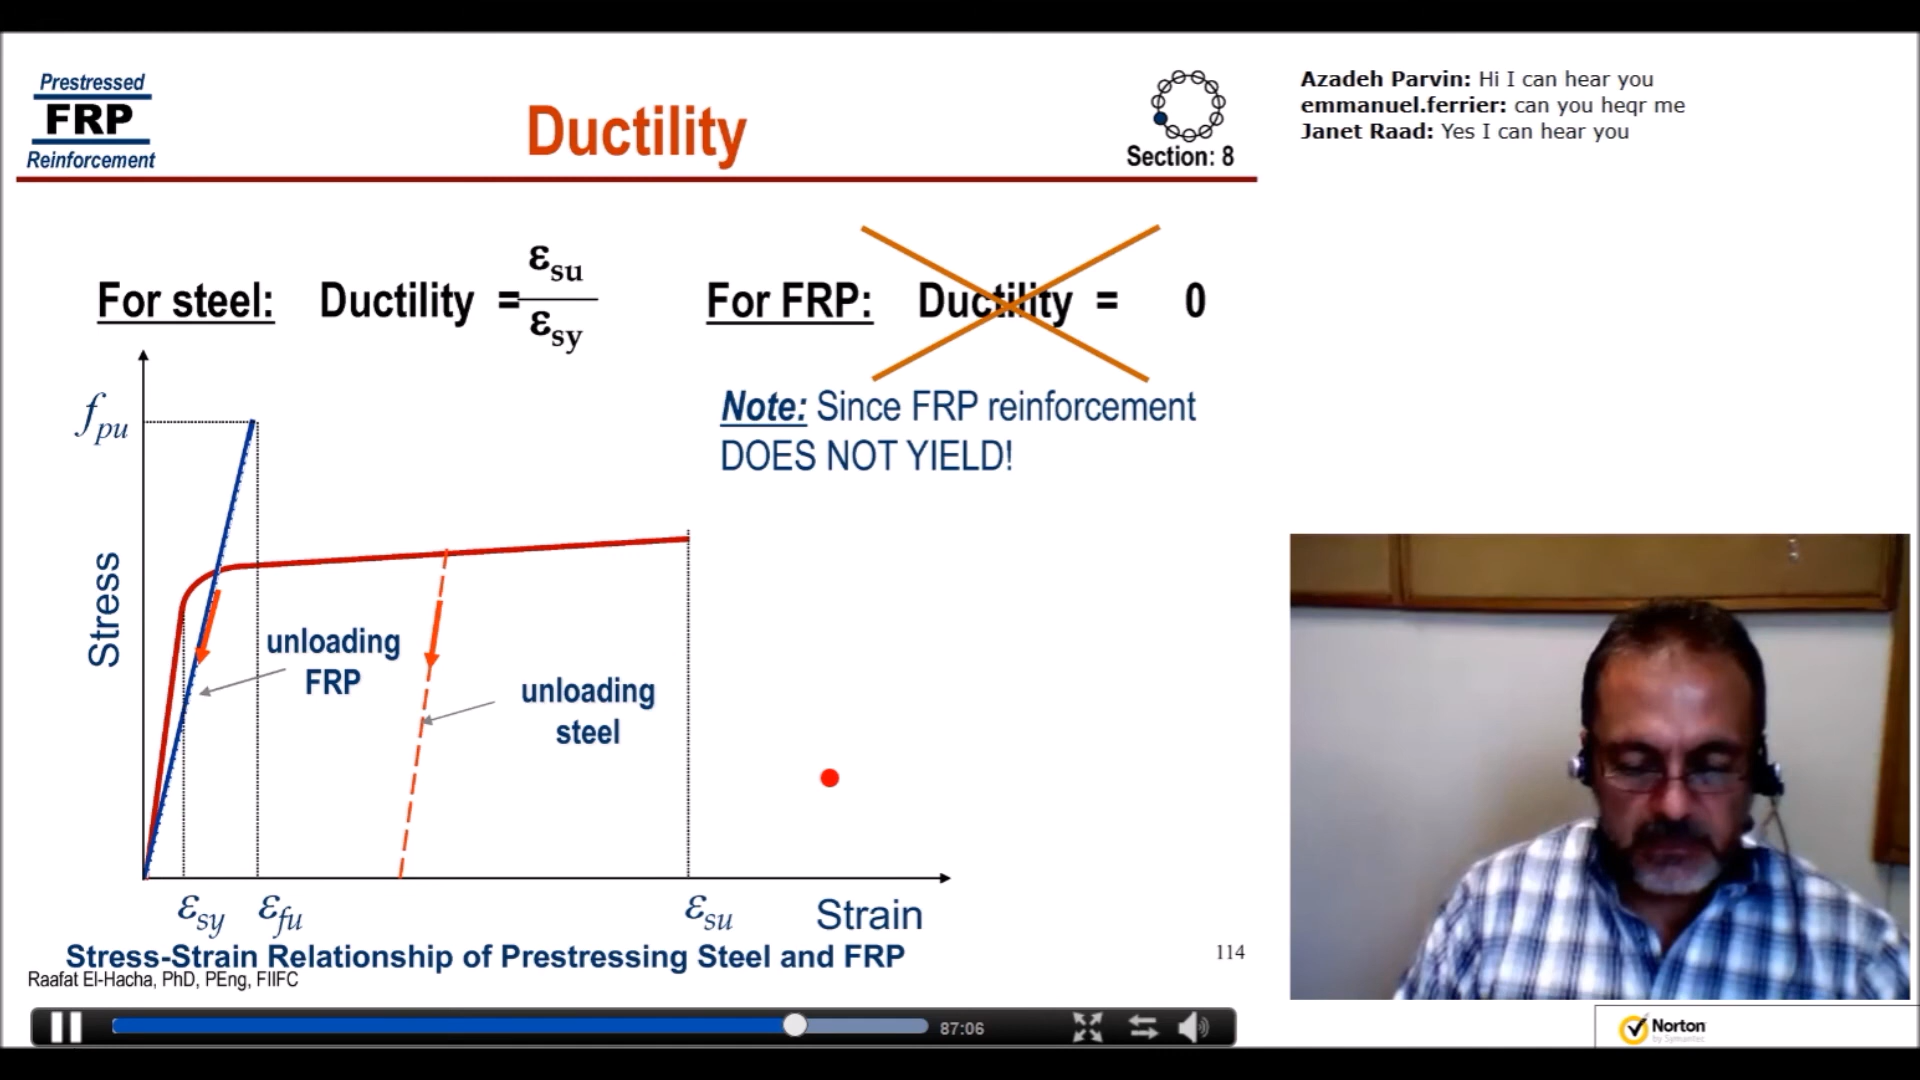 Prestressed
FRP
Reinforcement
Ductility
Section: 8
Azadeh Parvin: Hi I can hear you
emmanuel.ferrier: can you heqr me
Janet Raad: Yes I can hear you
For steel: Ductility = εsu
εsy
For FRP: Ductility = 0
Note: Since FRP reinforcement
DOES NOT YIELD!
fpu
Stress
unloading
FRP
unloading
steel
εsy εfu εsu Strain
Stress-Strain Relationship of Prestressing Steel and FRP
114
Raafat El-Hacha, PhD, PEng, FIIFC
87:06
Norton
by Symantec